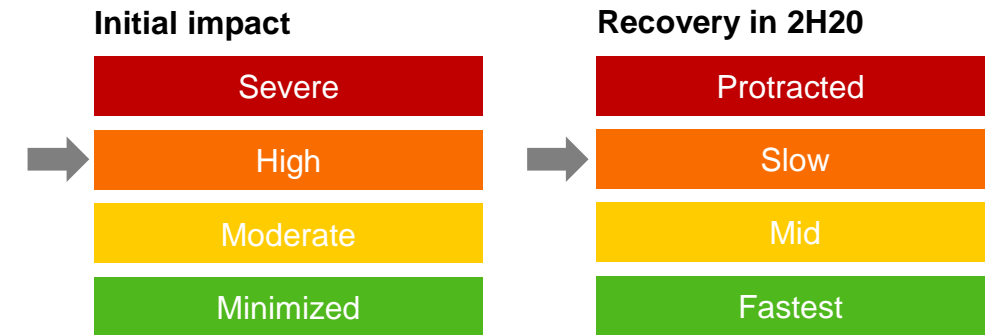 Initial impact
Severe
High
Moderate
Minimized
Recovery in 2H20
Protracted
Slow
Mid
Fastest